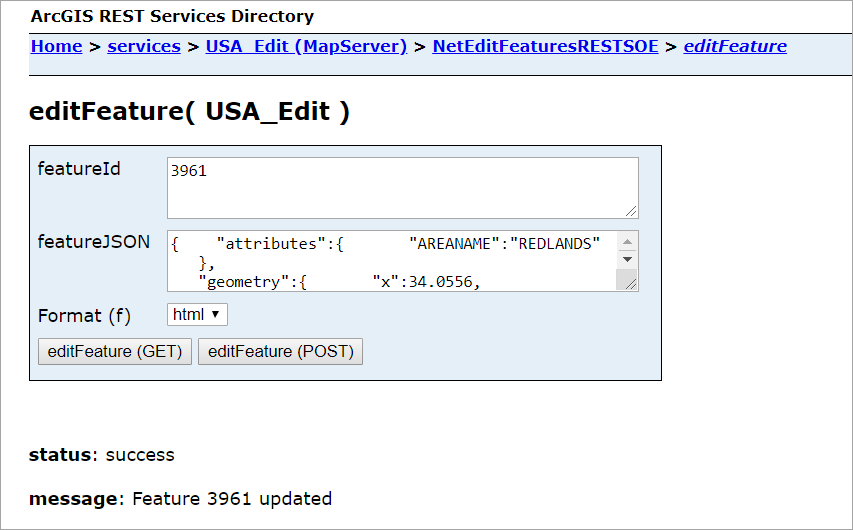 ArcGIS REST Services Directory
Home > services > USA_Edit (MapServer) > NetEditFeaturesRESTSOE > editFeature
editFeature( USA_Edit )
featureId
3961
featureJSON
{ "attributes":{ "AREANAME":"REDLANDS"
},
"geometry":{ "x":34.0556,
Format (f)
html
editFeature (GET) editFeature (POST)
status: success
message: Feature 3961 updated